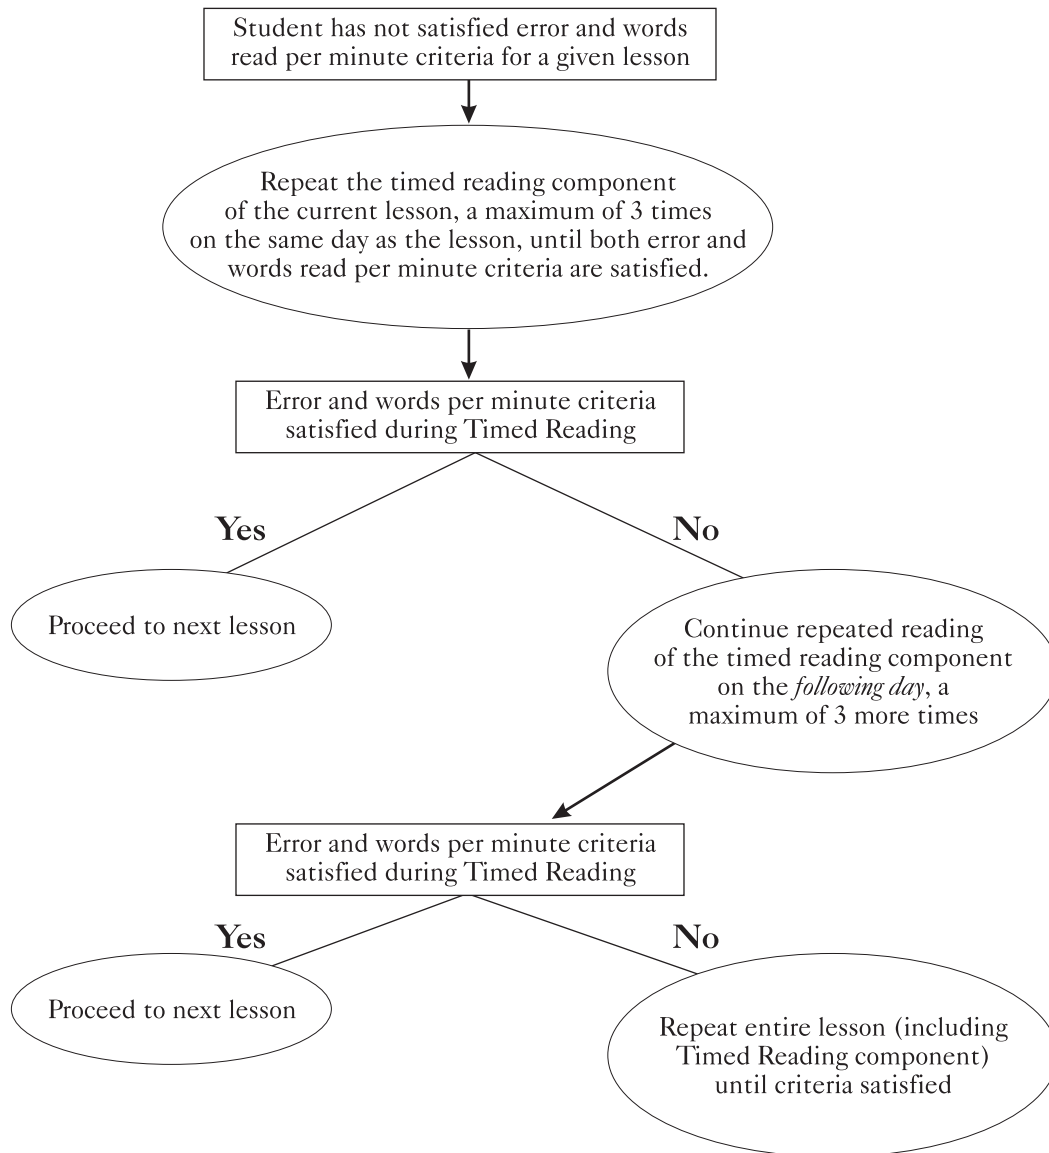 Student has not satisfied error and words
read per minute criteria for a given lesson
Repeat the timed reading component
of the current lesson, a maximum of 3 times
on the same day as the lesson, until both error and
words read per minute criteria are satisfied.
Error and words per minute criteria
satisfied during Timed Reading
Yes
No
Proceed to next lesson
Continue repeated reading
of the timed reading component
on the following day, a
maximum of 3 more times
Error and words per minute criteria
satisfied during Timed Reading
Yes
No
Proceed to next lesson
Repeat entire lesson (including
Timed Reading component)
until criteria satisfied